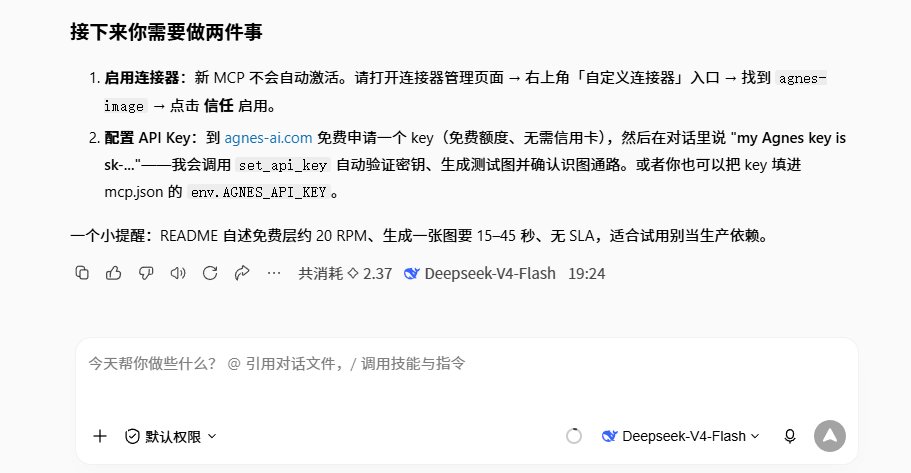 接下来你需要做两件事
1. 启用连接器：新 MCP 不会自动激活。请打开连接器管理页面 → 右上角「自定义连接器」入口 → 找到 agnes-
image → 点击 信任 启用。
2. 配置 API Key：到 agnes-ai.com 免费申请一个 key（免费额度、无需信用卡），然后在对话里说 "my Agnes key is
sk-..."——我会调用 set_api_key 自动验证密钥、生成测试图并确认识图通路。或者你也可以把 key 填进
mcp.json 的 env.AGNES_API_KEY。
一个小提醒：README 自述免费层约 20 RPM、生成一张图要 15–45 秒、无 SLA，适合试用别当生产依赖。
共消耗 2.37 Deepseek-V4-Flash 19:24
今天帮你做些什么？ @ 引用对话文件，/ 调用技能与指令
默认权限 Deepseek-V4-Flash